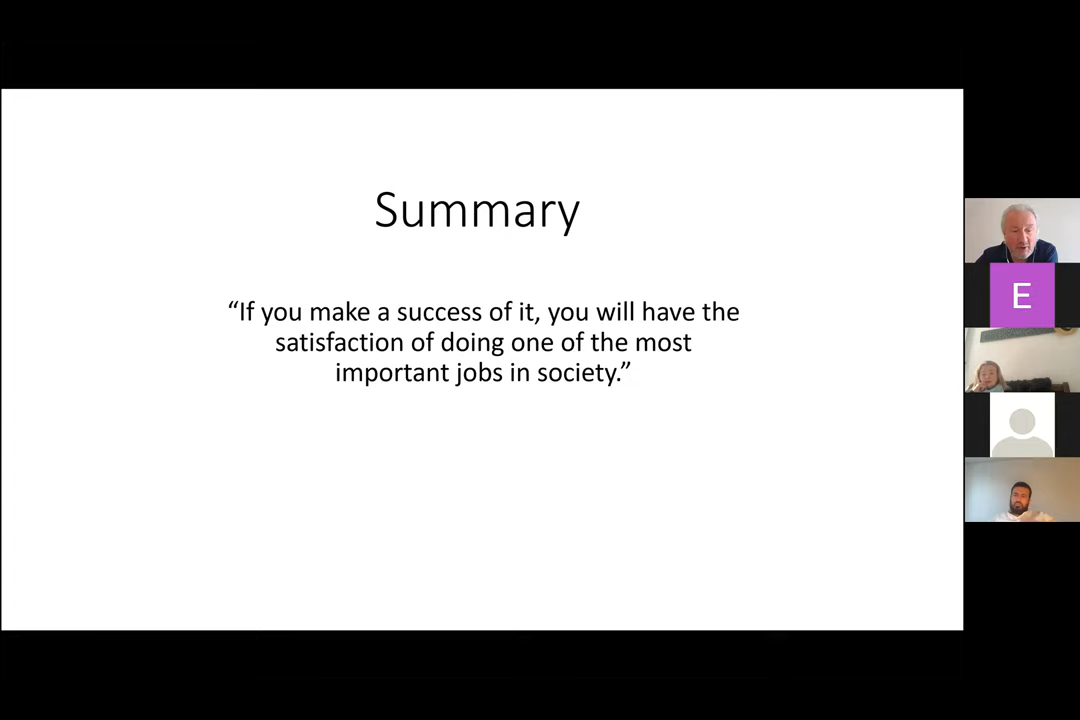 Summary
“If you make a success of it, you will have the
satisfaction of doing one of the most
important jobs in society.”
E